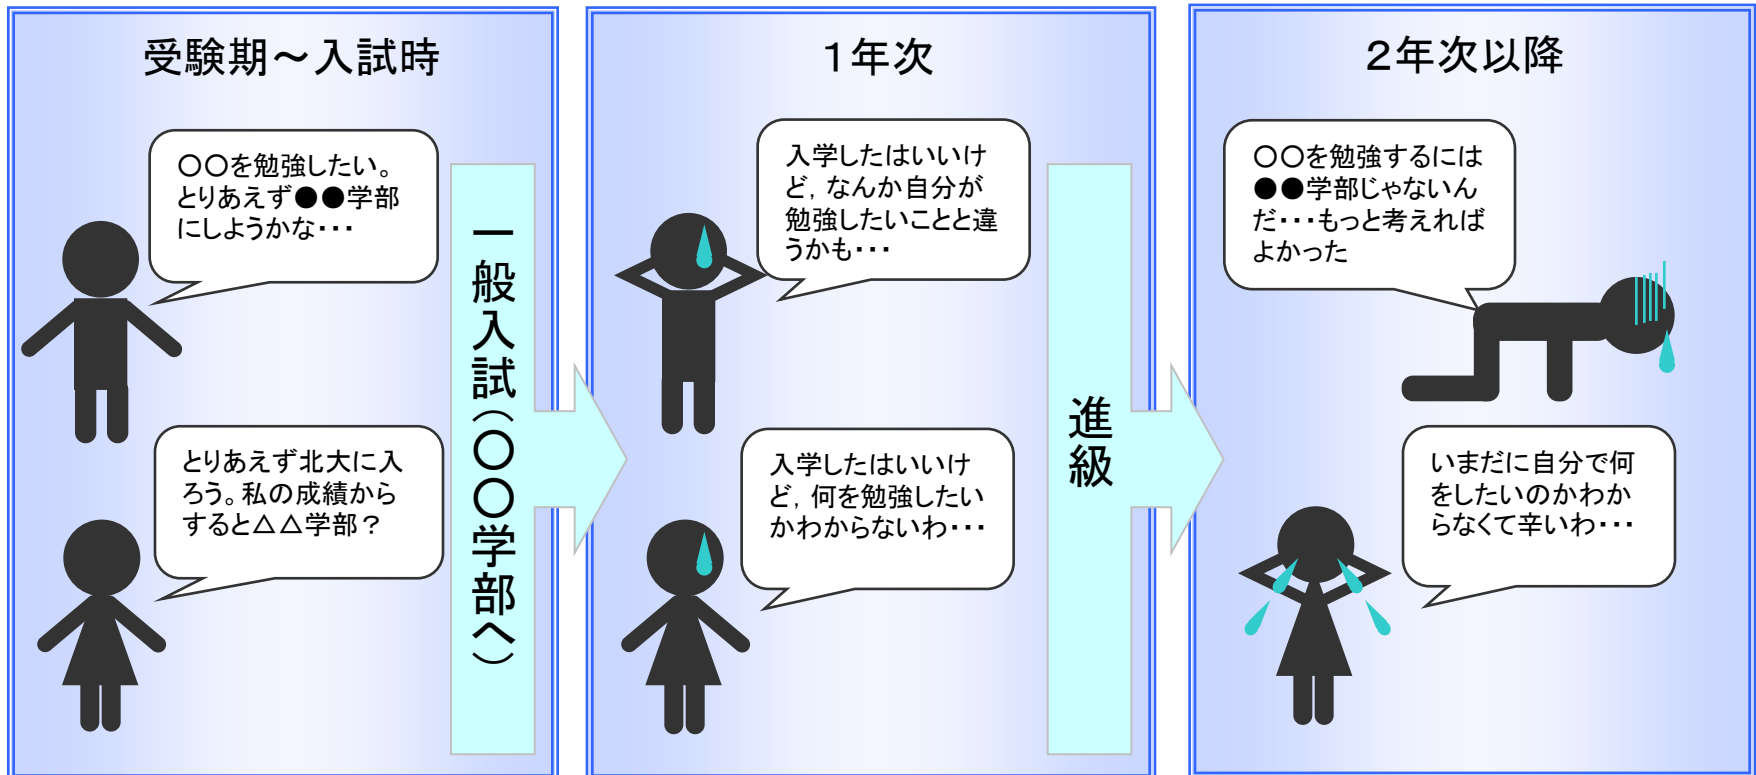 受験期～入試時
○○を勉強したい。
とりあえず●●学部
にしようかな・・・
とりあえず北大に入
ろう。私の成績から
すると△△学部？
一般入試（○○学部へ）
１年次
入学したはいいけ
ど，なんか自分が
勉強したいことと違
うかも・・・
入学したはいいけ
ど，何を勉強したい
かわからないわ・・・
進級
２年次以降
○○を勉強するには
●●学部じゃないん
だ・・・もっと考えれば
よかった
いまだに自分で何
をしたいのかわか
らなくて辛いわ・・・